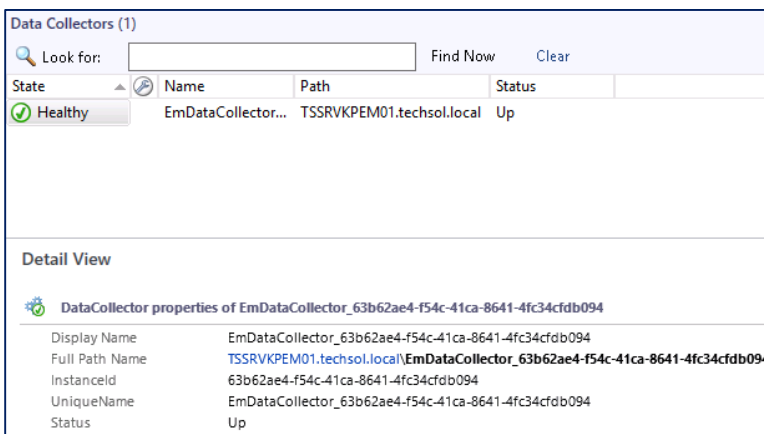 Data Collectors (1)
Look for: Find Now Clear
State Name Path Status
Healthy EmDataCollector... TSSRVKPEM01.techsol.local Up
Detail View
DataCollector properties of EmDataCollector_63b62ae4-f54c-41ca-8641-4fc34cfdb094
Display Name EmDataCollector_63b62ae4-f54c-41ca-8641-4fc34cfdb094
Full Path Name TSSRVKPEM01.techsol.local\EmDataCollector_63b62ae4-f54c-41ca-8641-4fc34cfdb094
InstanceId 63b62ae4-f54c-41ca-8641-4fc34cfdb094
UniqueName EmDataCollector_63b62ae4-f54c-41ca-8641-4fc34cfdb094
Status Up